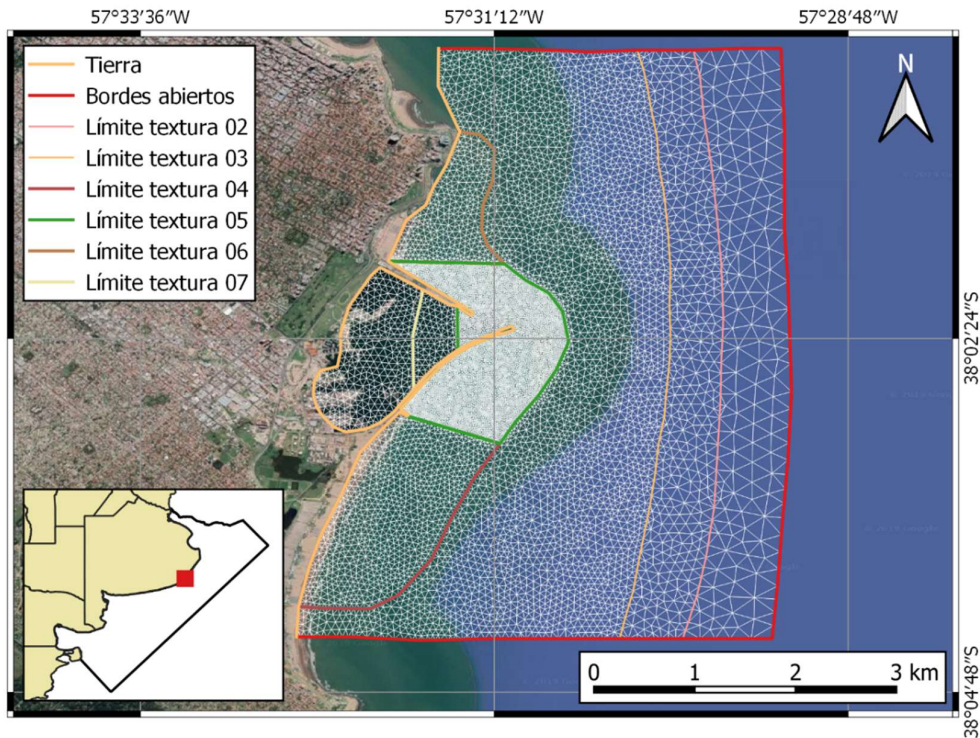 57°33'36"W
57°31'12"W
57°28'48"W
Tierra
Bordes abiertos
Límite textura 02
Límite textura 03
Límite textura 04
Límite textura 05
Límite textura 06
Límite textura 07
N
38°02'24"S
38°04'48"S
0 1 2 3 km